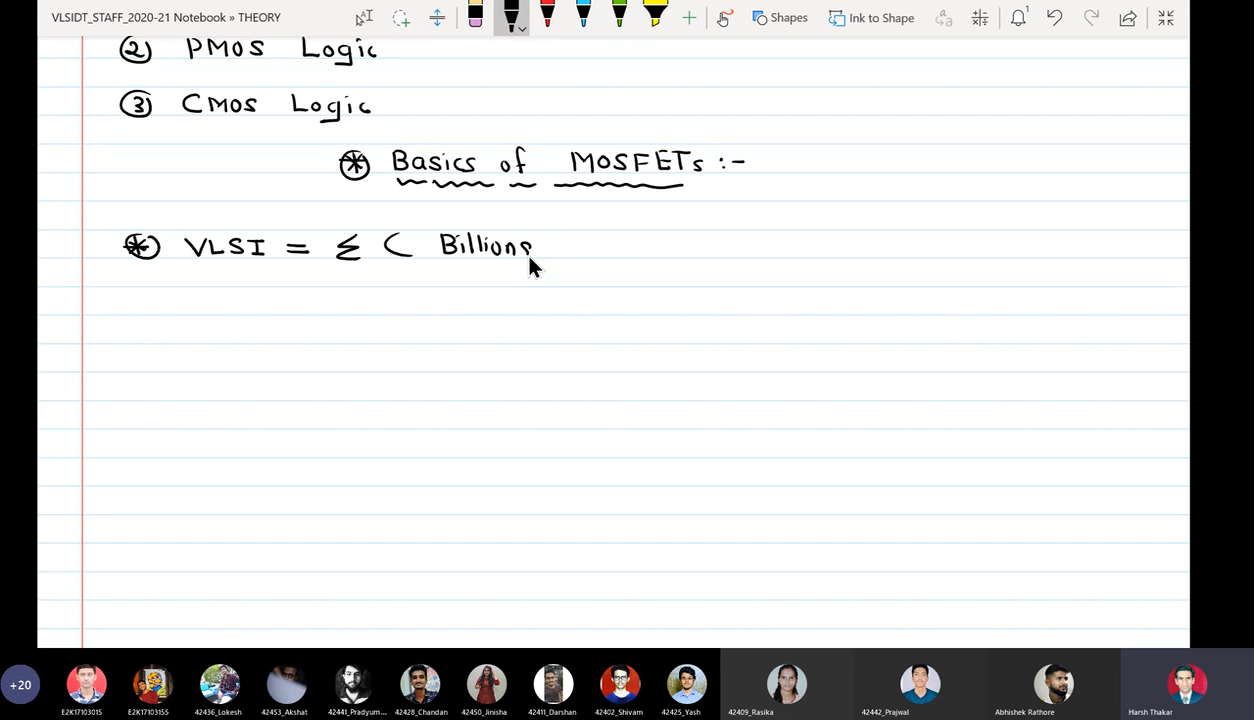 VLSIDT_STAFF_2020-21 Notebook » THEORY
Shapes
Ink to Shape
② PMOS Logic
③ CMOS Logic
⊛ Basics of MOSFETs :-
⊛ VLSI = Σ ( Billions
+20
E2K17103015
E2K17103155
42436_Lokesh
42453_Akshat
42441_Pradyum...
42428_Chandan
42450_Jinisha
42411_Darshan
42402_Shivam
42425_Yash
42409_Rasika
42442_Prajwal
Abhishek Rathore
Harsh Thakar